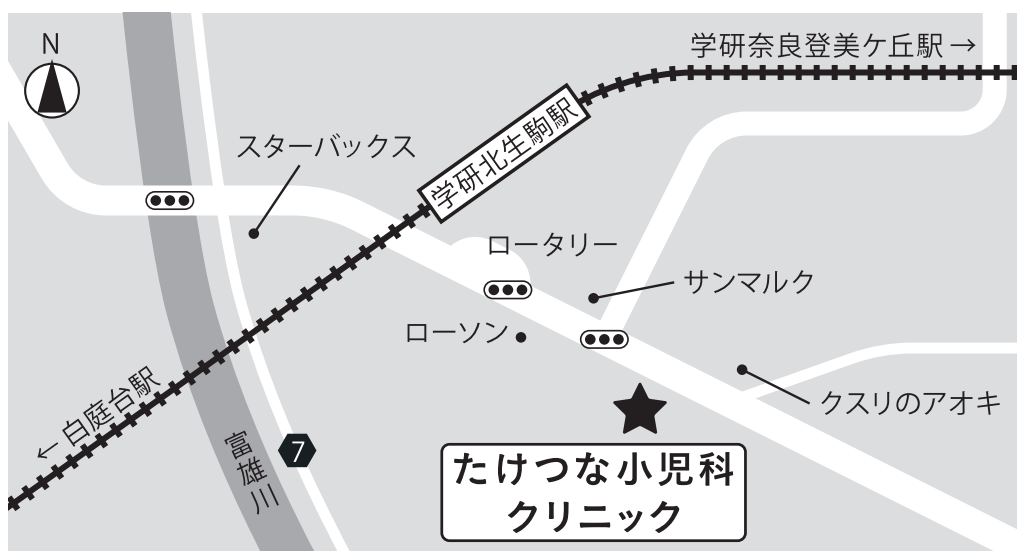 N
学研奈良登美ケ丘駅→
スターバックス
学研北生駒駅
ロータリー
サンマルク
ローソン
クスリのアオキ
←白庭台駅
富雄川
7
たけつな小児科
クリニック